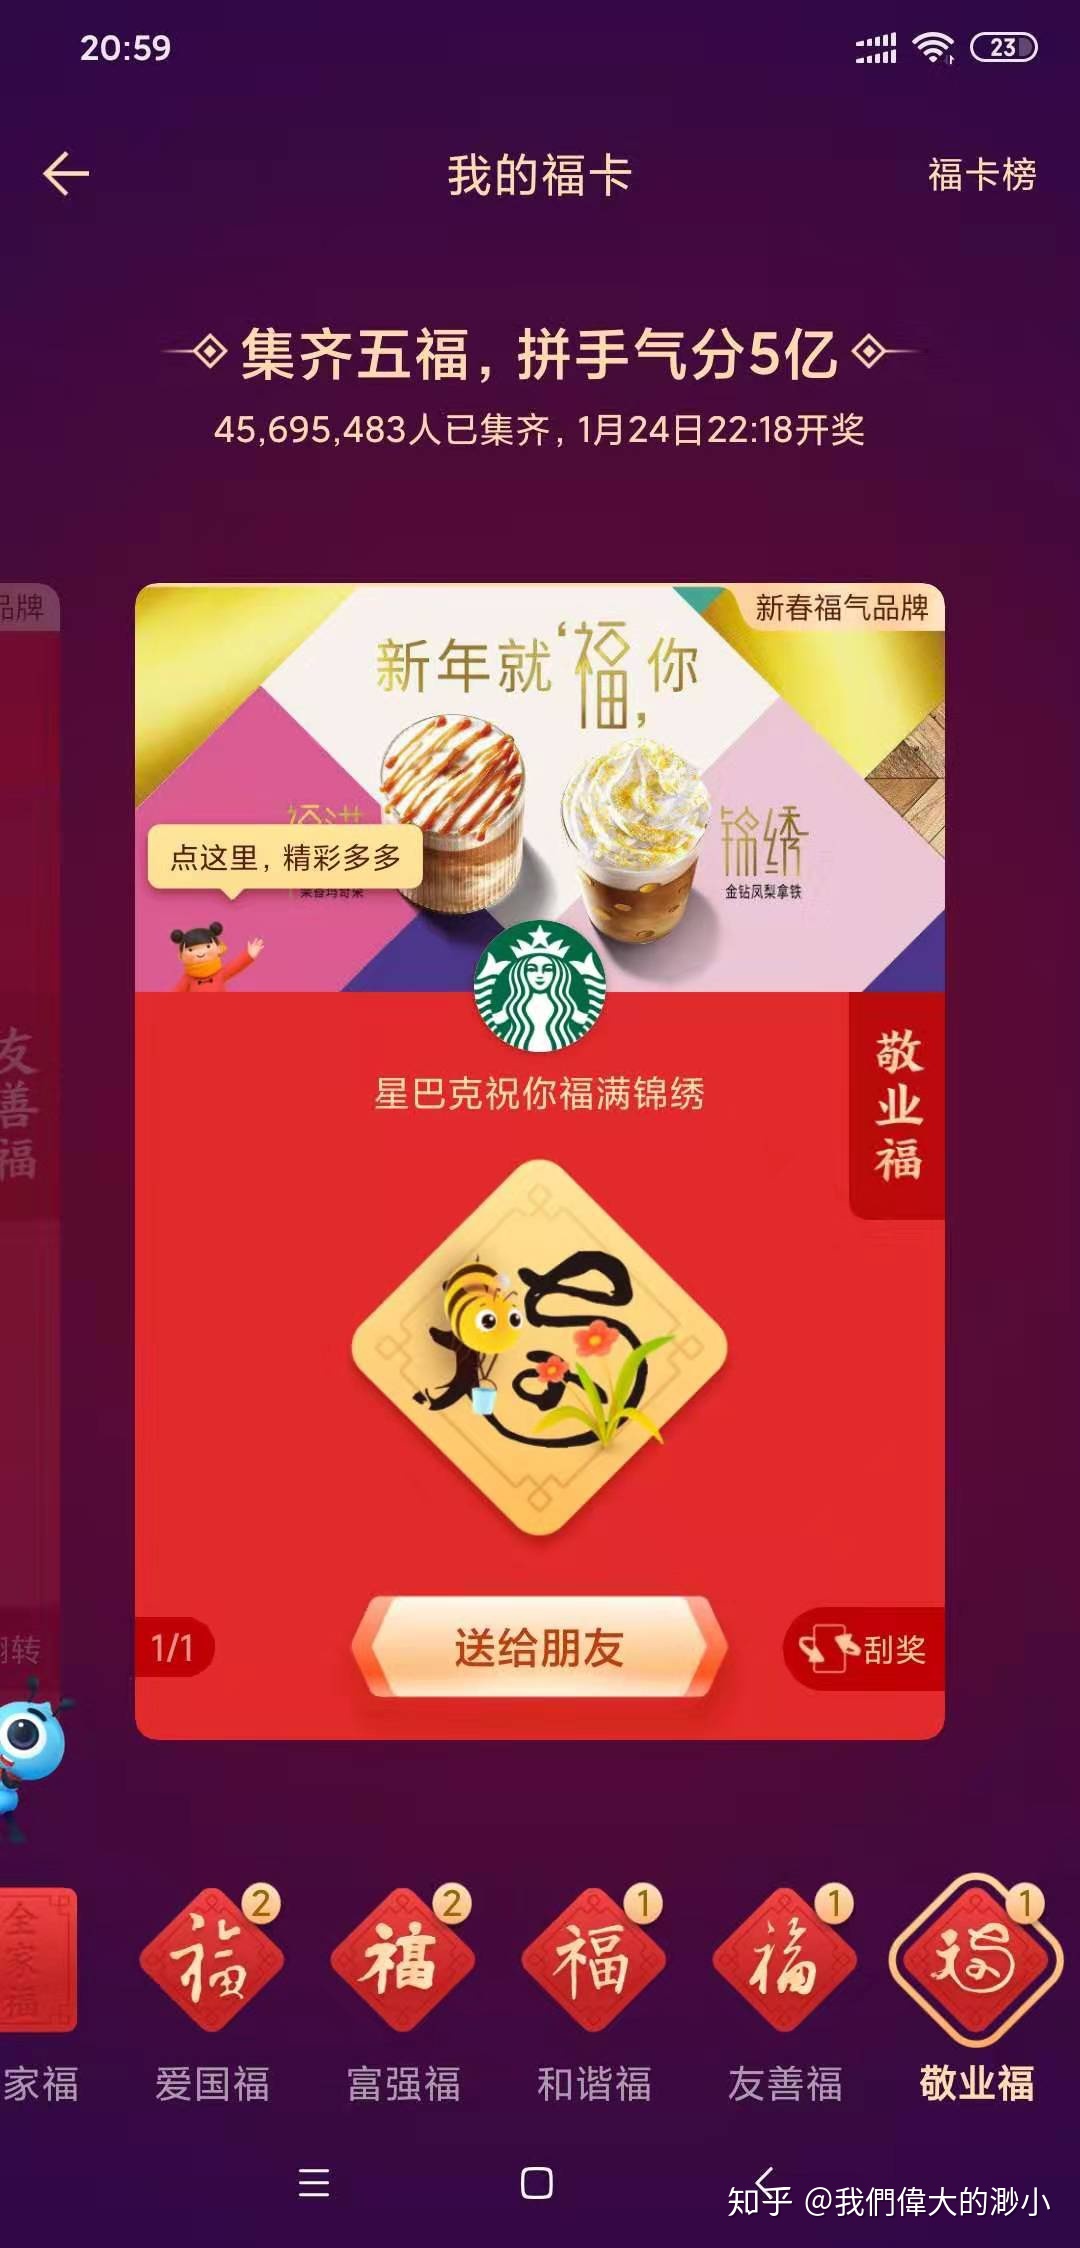 20:59
23
我的福卡
福卡榜
集齐五福，拼手气分5亿
45,695,483人已集齐，1月24日22:18开奖
品牌
新春福气品牌
新年就‘福’你
点这里，精彩多多
锦绣
金钻凤梨拿铁
星巴克祝你福满锦绣
友善福
敬业福
福
1/1
送给朋友
刮奖
翻转
全家福
福
2
福
2
福
1
福
1
福
1
家福
爱国福
富强福
和谐福
友善福
敬业福
知乎 @我們偉大的渺小